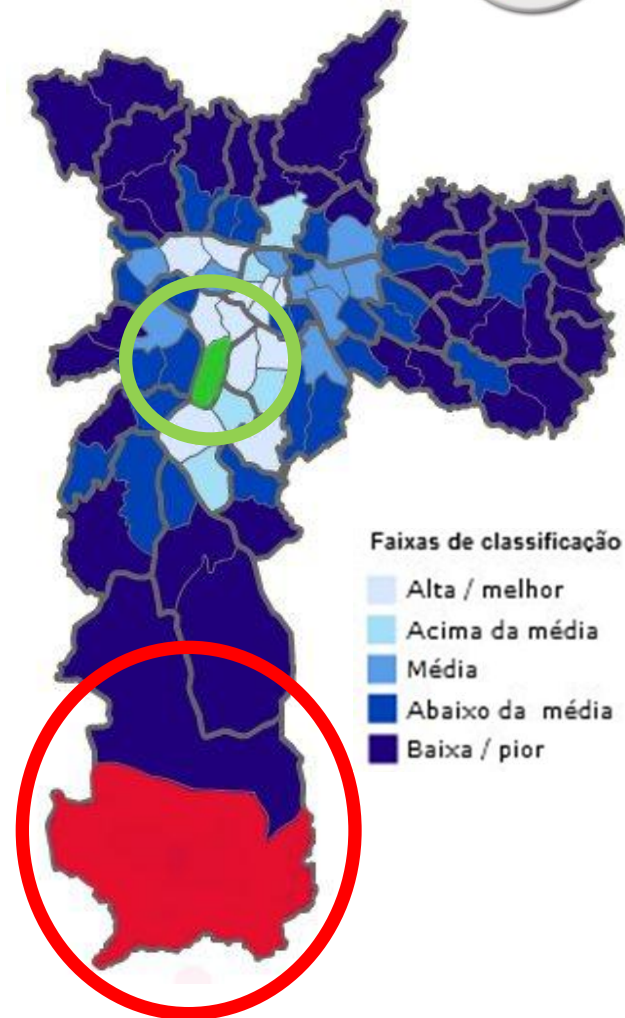 Faixas de classificação
Alta / melhor
Acima da média
Média
Abaixo da média
Baixa / pior